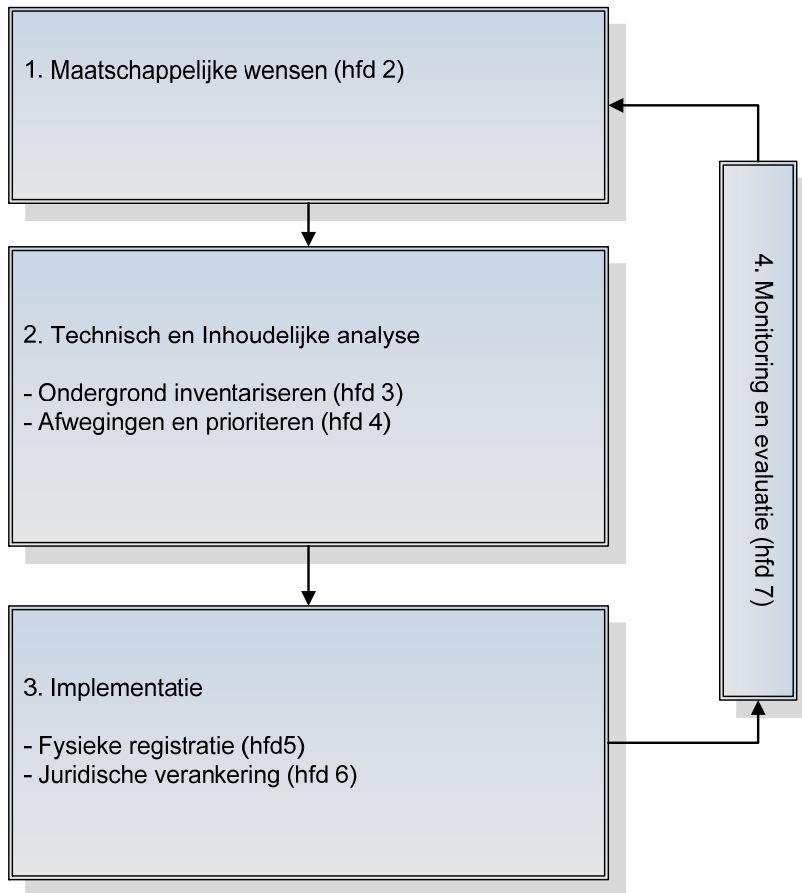 1. Maatschappelijke wensen (hfd 2)
2. Technisch en Inhoudelijke analyse
- Ondergrond inventariseren (hfd 3)
- Afwegingen en prioriteren (hfd 4)
3. Implementatie
- Fysieke registratie (hfd5)
- Juridische verankering (hfd 6)
4. Monitoring en evaluatie (hfd 7)